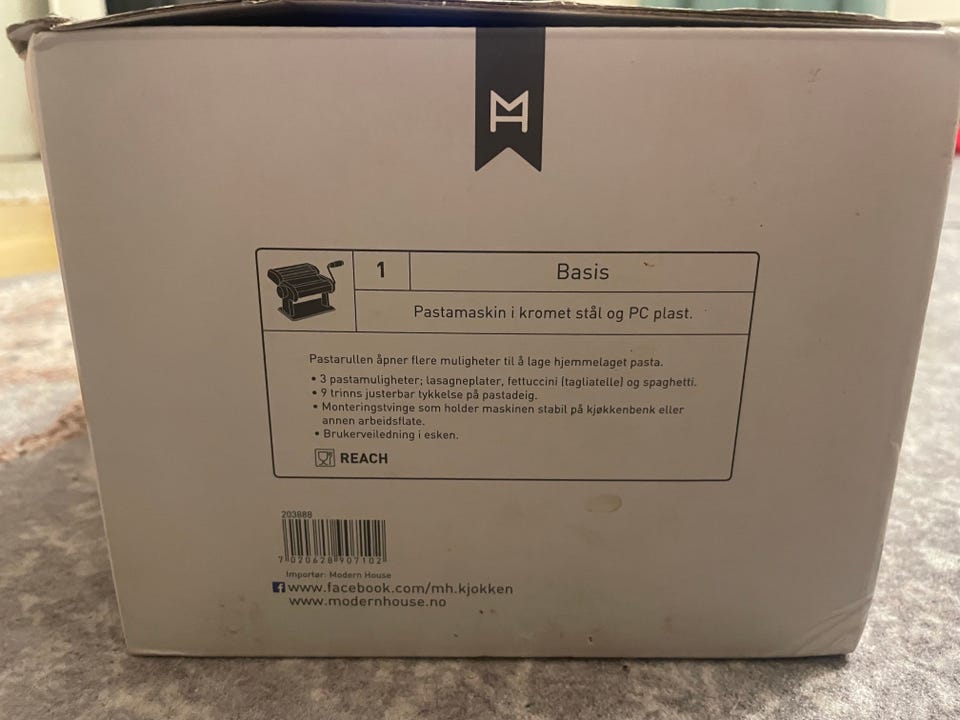 MH
1
Basis
Pastamaskin i kromet stål og PC plast.
Pastarullen åpner flere muligheter til å lage hjemmelaget pasta.
• 3 pastamuligheter; lasagneplater, fettuccini (tagliatelle) og spaghetti.
• 9 trinns justerbar tykkelse på pastadeig.
• Monteringstvinge som holder maskinen stabil på kjøkkenbenk eller
annen arbeidsflate.
• Brukerveiledning i esken.
REACH
203888
7 020628 907102
Importør: Modern House
www.facebook.com/mh.kjokken
www.modernhouse.no